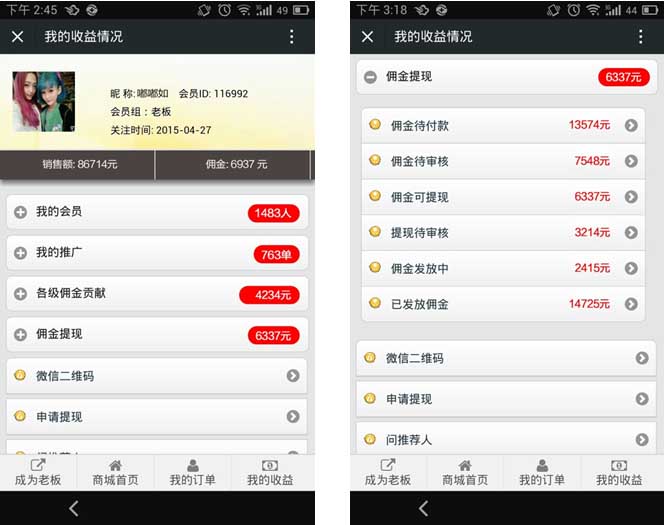 下午 2:45
3G
49
我的收益情况
昵 称:嘟嘟如 会员ID: 116992
会员组：老板
关注时间: 2015-04-27
销售额: 86714元
佣金: 6937 元
我的会员
1483人
我的推广
763单
各级佣金贡献
4234元
佣金提现
6337元
微信二维码
申请提现
问推荐人
成为老板
商城首页
我的订单
我的收益
下午 3:18
3G
44
我的收益情况
佣金提现
6337元
佣金待付款
13574元
佣金待审核
7548元
佣金可提现
6337元
提现待审核
3214元
佣金发放中
2415元
已发放佣金
14725元
微信二维码
申请提现
问推荐人
成为老板
商城首页
我的订单
我的收益